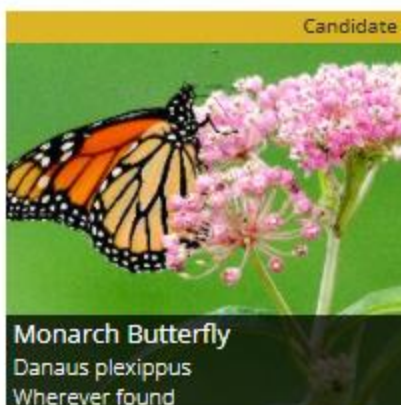 Candidate
Monarch Butterfly
Danaus plexippus
Wherever found